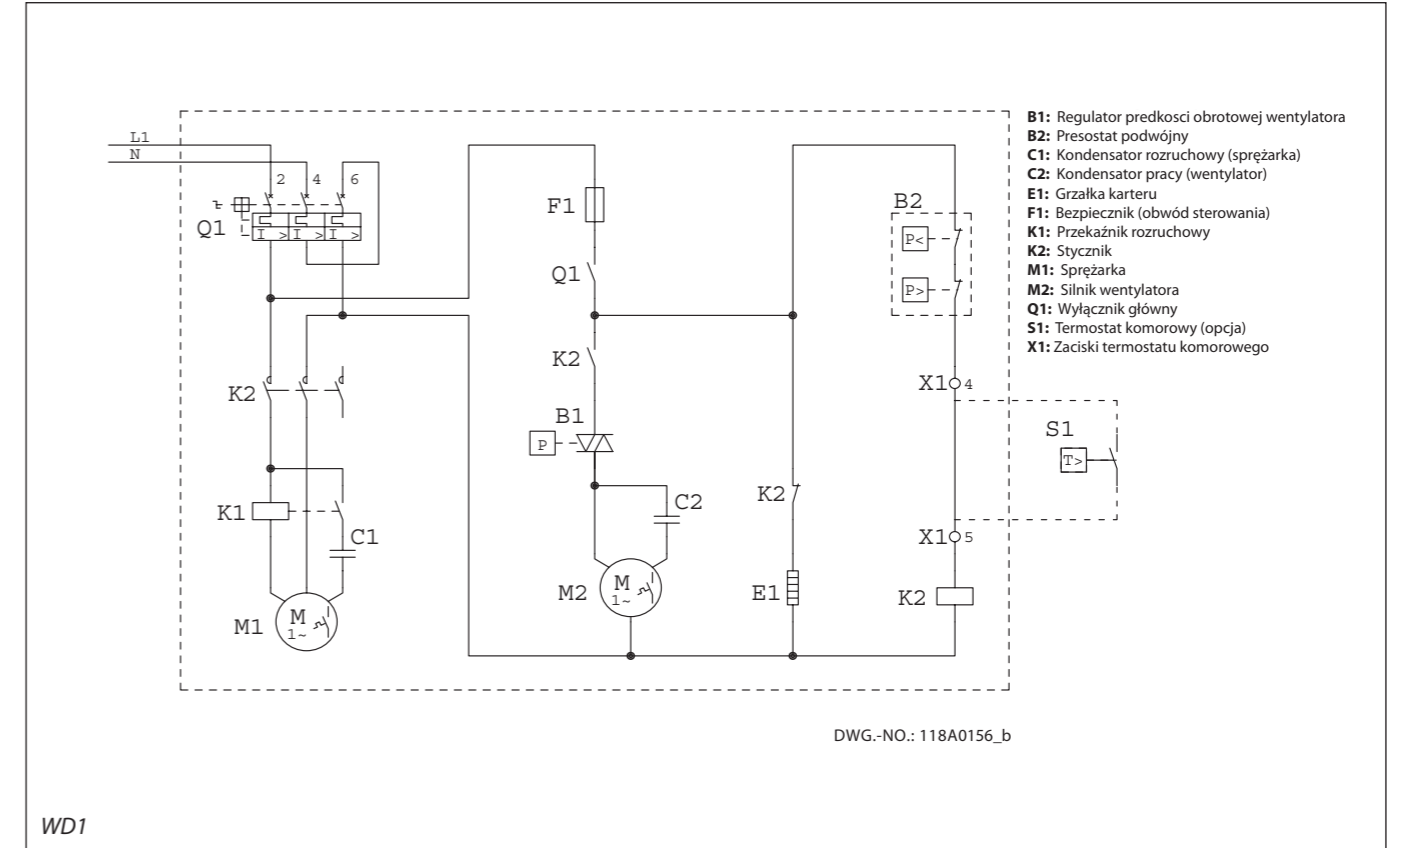 L1
N
2 4 6
Q1
I > I > I >
K2
K1
C1
M1
M
1~
F1
Q1
K2
B1
P
C2
M2
M
1~
K2
E1
B2
P<
P>
X1 4
S1
T>
X1 5
K2
B1: Regulator predkosci obrotowej wentylatora
B2: Presostat podwójny
C1: Kondensator rozruchowy (sprężarka)
C2: Kondensator pracy (wentylator)
E1: Grzałka karteru
F1: Bezpiecznik (obwód sterowania)
K1: Przekaźnik rozruchowy
K2: Stycznik
M1: Sprężarka
M2: Silnik wentylatora
Q1: Wyłącznik główny
S1: Termostat komorowy (opcja)
X1: Zaciski termostatu komorowego
DWG.-NO.: 118A0156_b
WD1